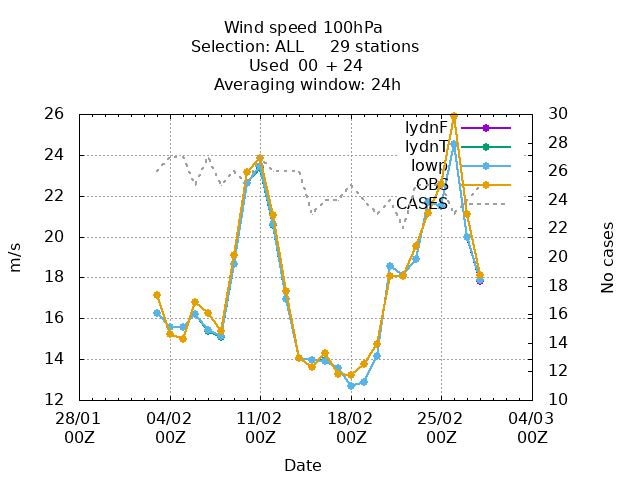 Wind speed 100hPa
Selection: ALL 29 stations
Used 00 + 24
Averaging window: 24h
26 30
lydnF
28
lydnT
24
lowp 26
OBS
22 24
CASES
22
20
20
18 18
16
16
14
14
12
12 10
m/s
No cases
28/01 04/02 11/02 18/02 25/02 04/03
00Z 00Z 00Z 00Z 00Z 00Z
Date